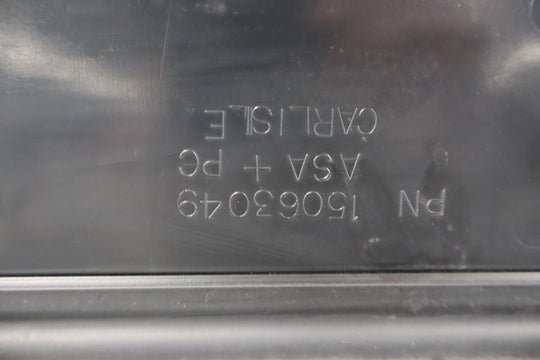 PN 15063049
ASA + PC
CARLISLE